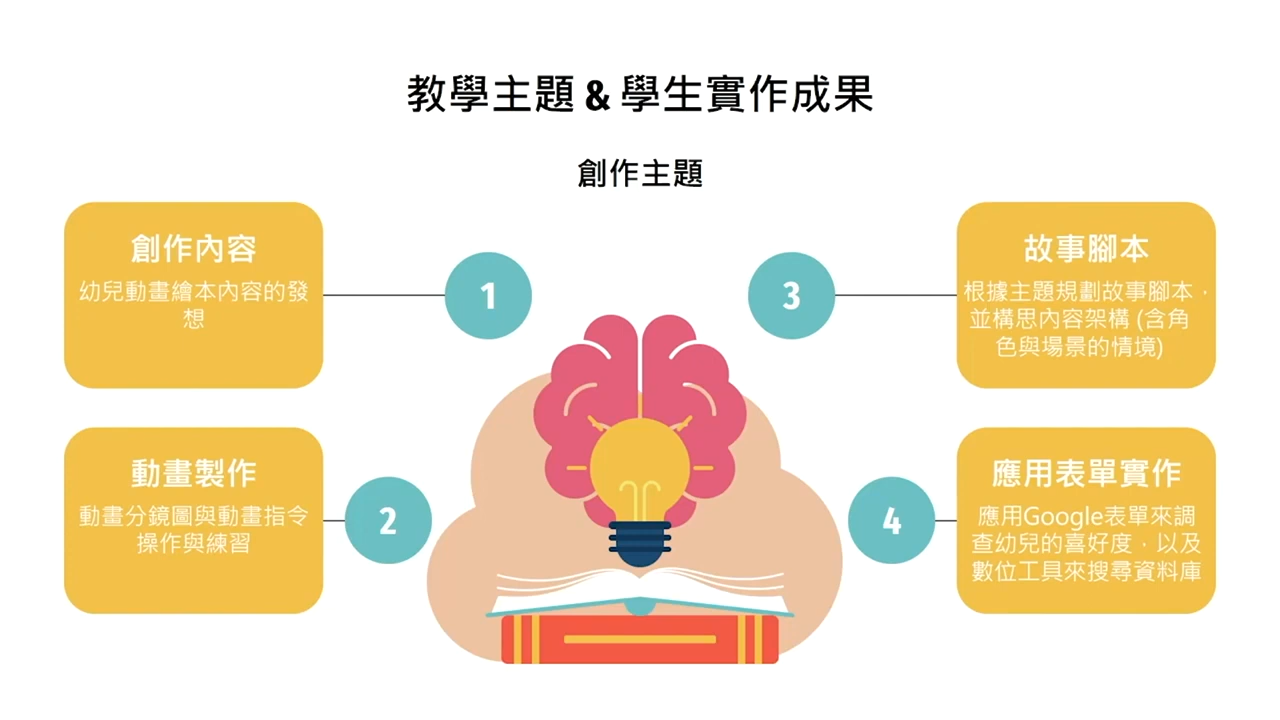 教學主題 & 學生實作成果
創作主題
創作內容
幼兒動畫繪本內容的發
想
1
動畫製作
動畫分鏡圖與動畫指令
操作與練習
2
3
故事腳本
根據主題規劃故事腳本，
並構思內容架構 (含角
色與場景的情境)
4
應用表單實作
應用Google表單來調
查幼兒的喜好度，以及
數位工具來搜尋資料庫